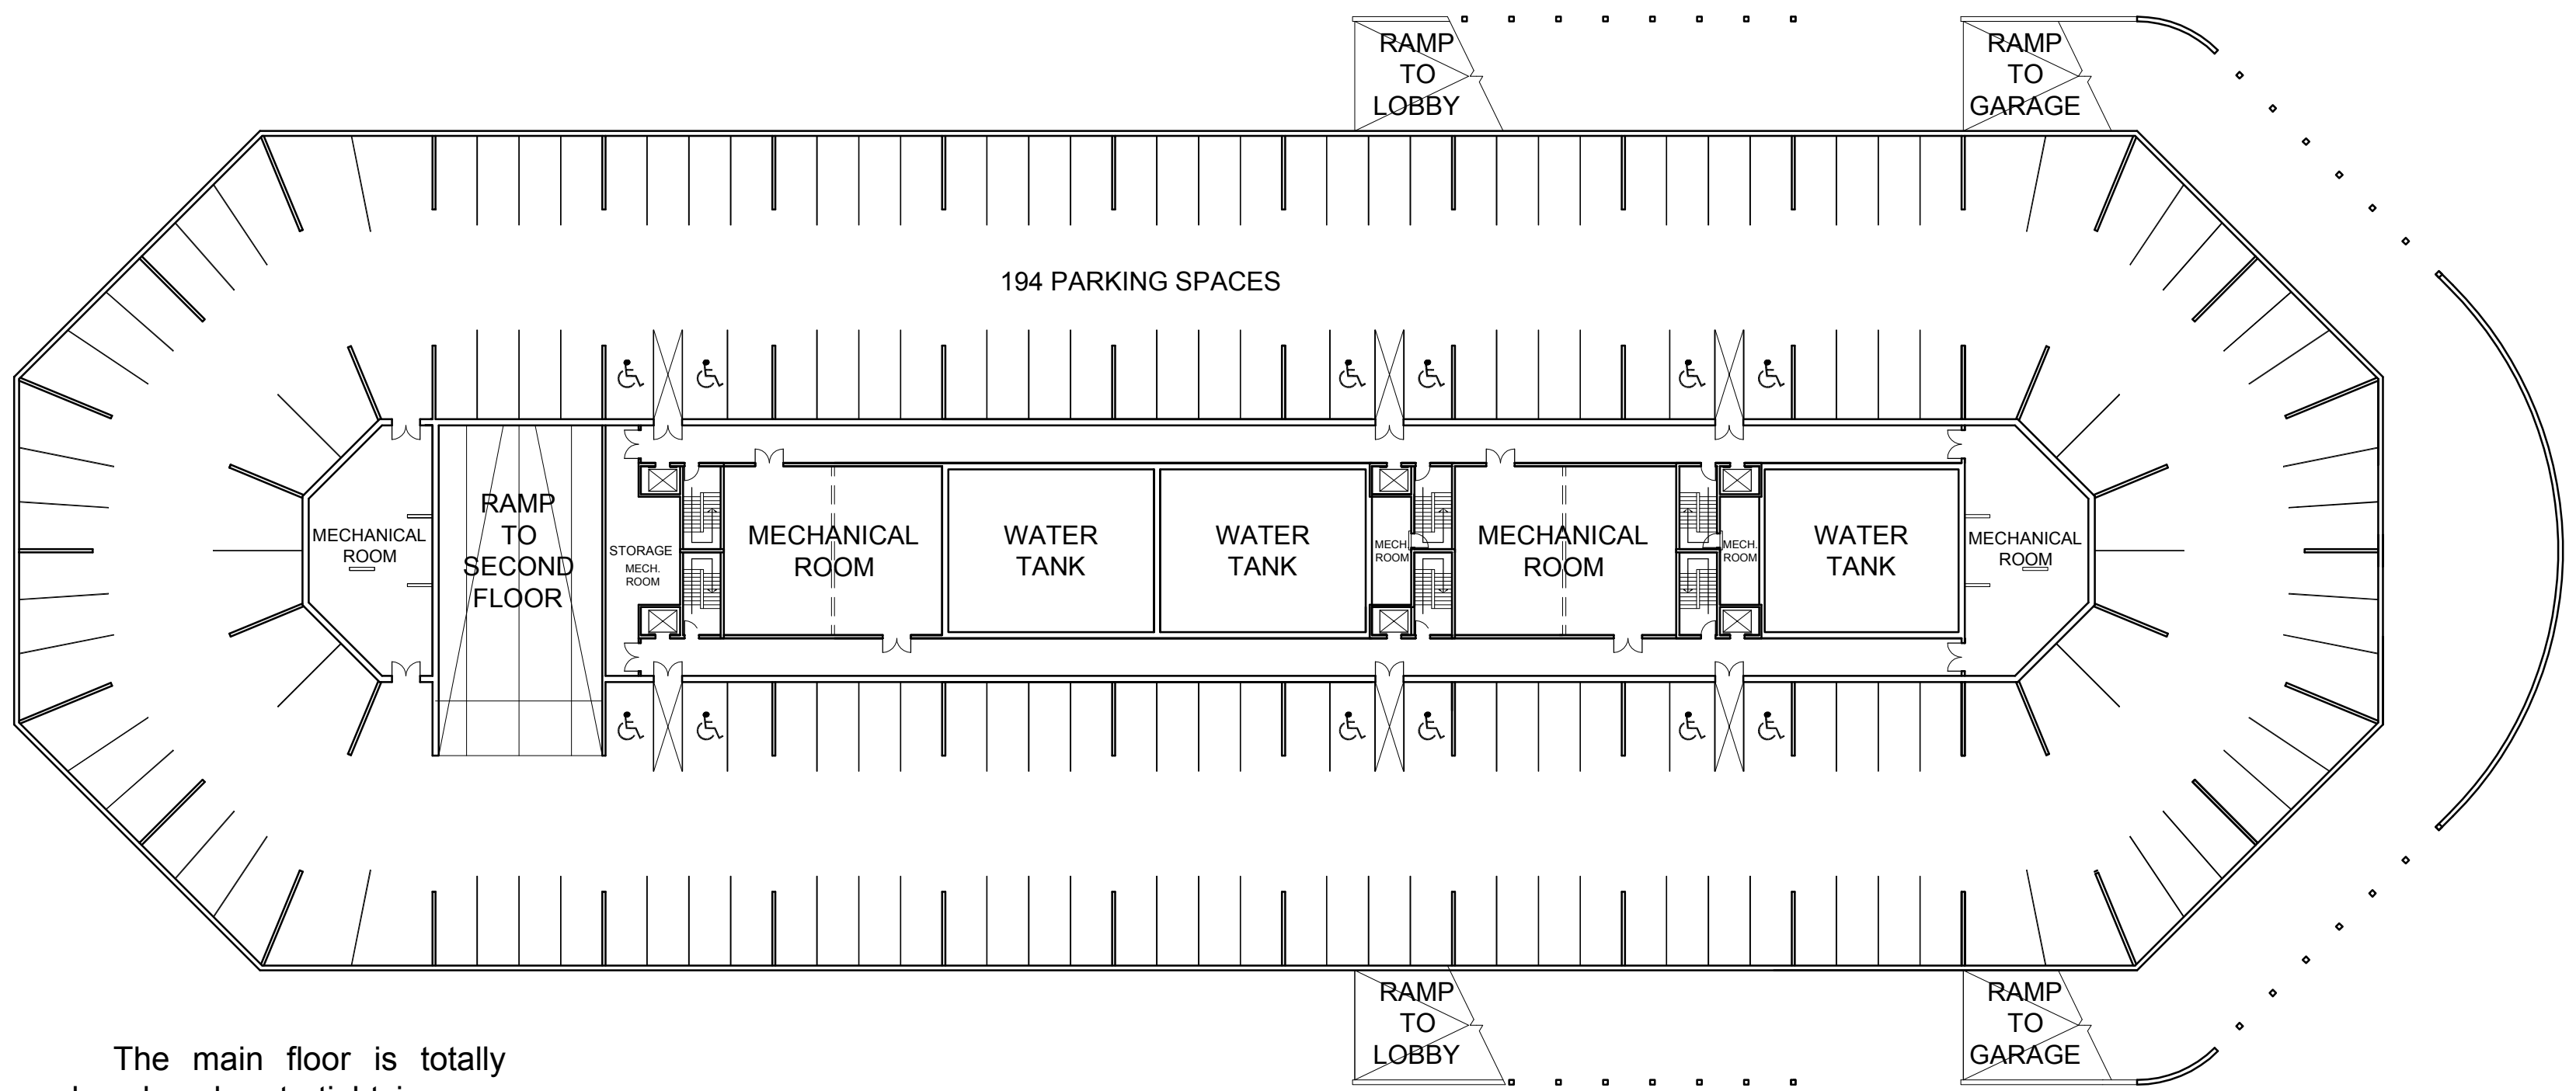 RAMP
TO
LOBBY
RAMP
TO
GARAGE
194 PARKING SPACES
MECHANICAL
ROOM
RAMP
TO
SECOND
FLOOR
STORAGE
MECH.
ROOM
MECHANICAL
ROOM
WATER
TANK
WATER
TANK
MECH.
ROOM
MECHANICAL
ROOM
MECH.
ROOM
WATER
TANK
MECHANICAL
ROOM
RAMP
TO
LOBBY
RAMP
TO
GARAGE
The main floor is totally